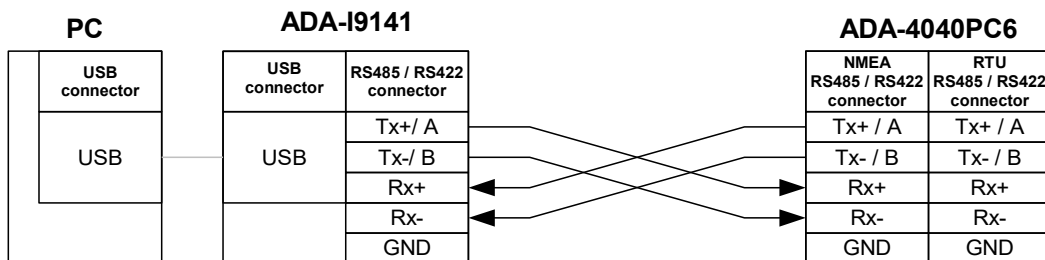 PC
ADA-I9141
ADA-4040PC6
USB
connector
USB
connector
RS485 / RS422
connector
NMEA
RS485 / RS422
connector
RTU
RS485 / RS422
connector
USB
USB
Tx+/ A
Tx-/ B
Rx+
Rx-
GND
Tx+ / A
Tx+ / A
Tx- / B
Tx- / B
Rx+
Rx+
Rx-
Rx-
GND
GND